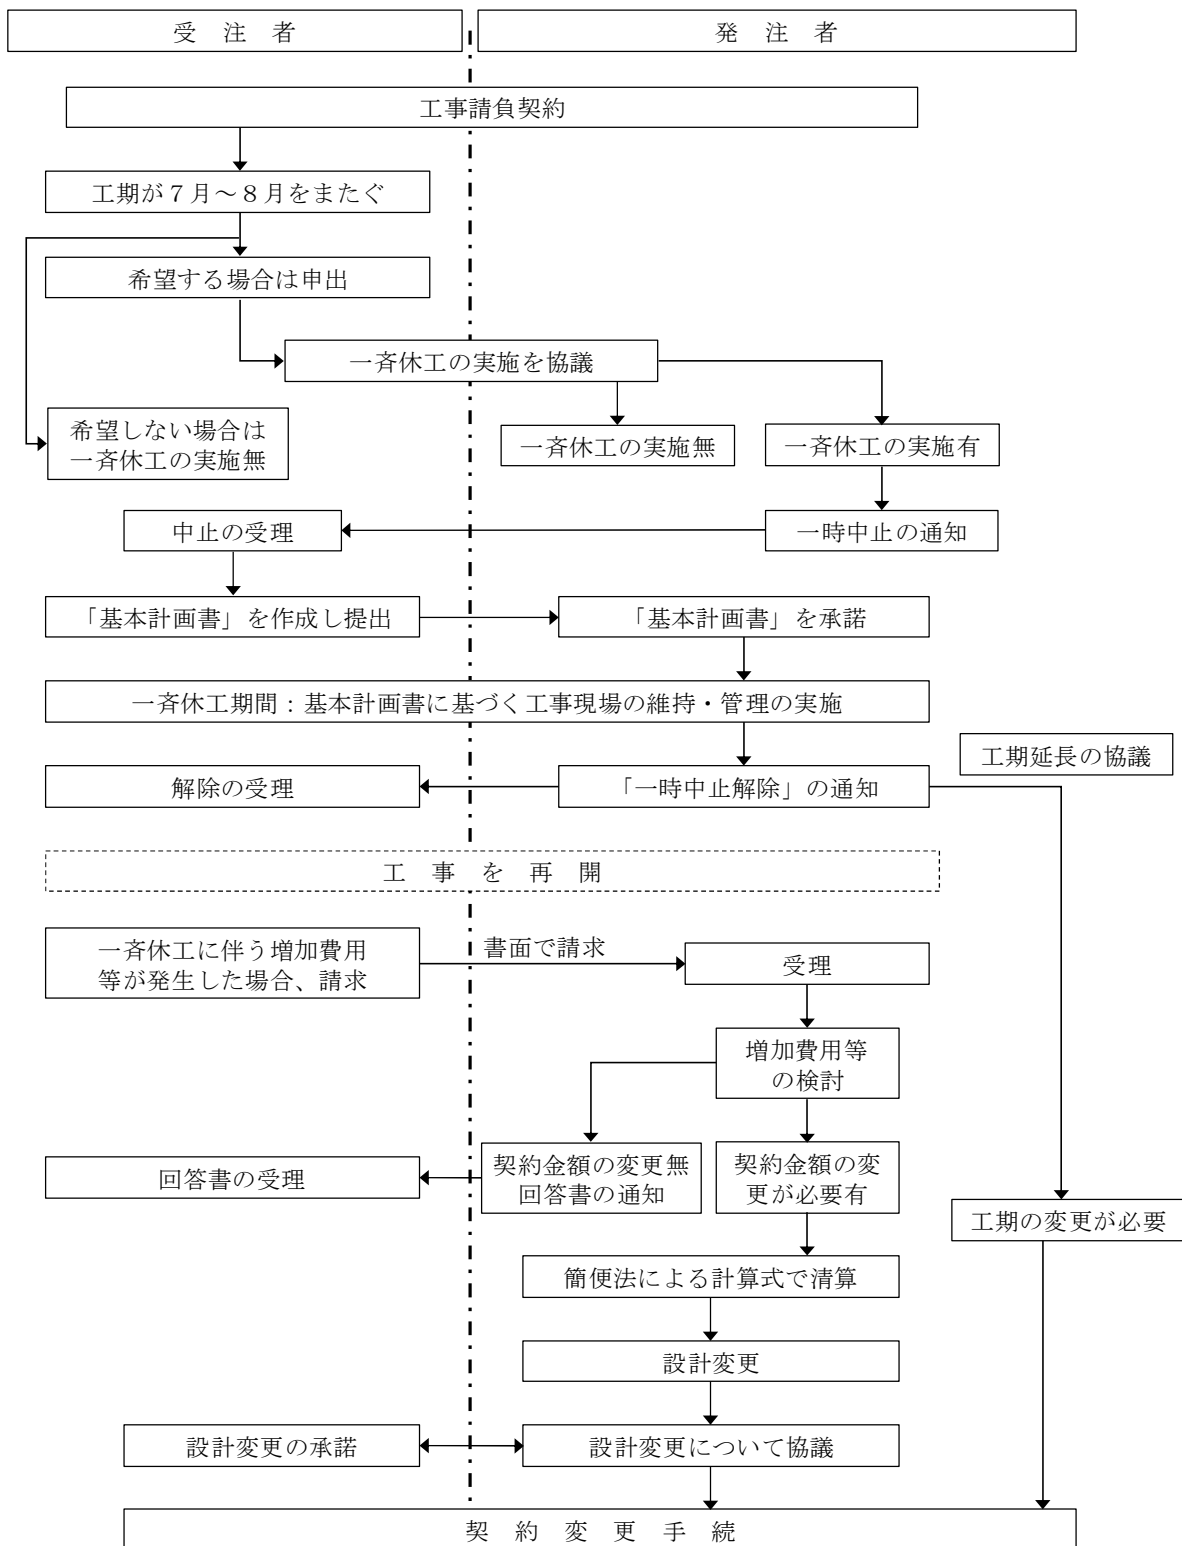 受　注　者
発　注　者
工事請負契約
工期が７月～８月をまたぐ
希望する場合は申出
一斉休工の実施を協議
希望しない場合は
一斉休工の実施無
一斉休工の実施無
一斉休工の実施有
中止の受理
一時中止の通知
「基本計画書」を作成し提出
「基本計画書」を承諾
一斉休工期間：基本計画書に基づく工事現場の維持・管理の実施
工期延長の協議
解除の受理
「一時中止解除」の通知
工　事　を　再　開
一斉休工に伴う増加費用
等が発生した場合、請求
書面で請求
受理
増加費用等
の検討
回答書の受理
契約金額の変更無
回答書の通知
契約金額の変
更が必要有
工期の変更が必要
簡便法による計算式で清算
設計変更
設計変更の承諾
設計変更について協議
契　約　変　更　手　続